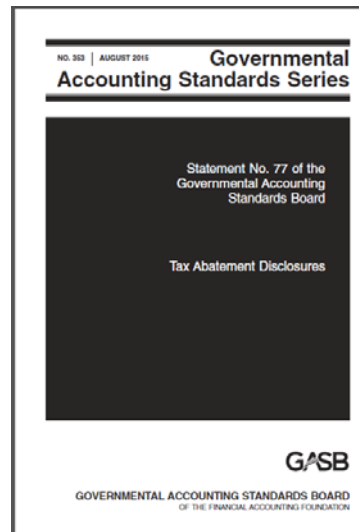 NO. 353 | AUGUST 2015
Governmental
Accounting Standards Series
Statement No. 77 of the
Governmental Accounting
Standards Board
Tax Abatement Disclosures
GASB
GOVERNMENTAL ACCOUNTING STANDARDS BOARD
OF THE FINANCIAL ACCOUNTING FOUNDATION